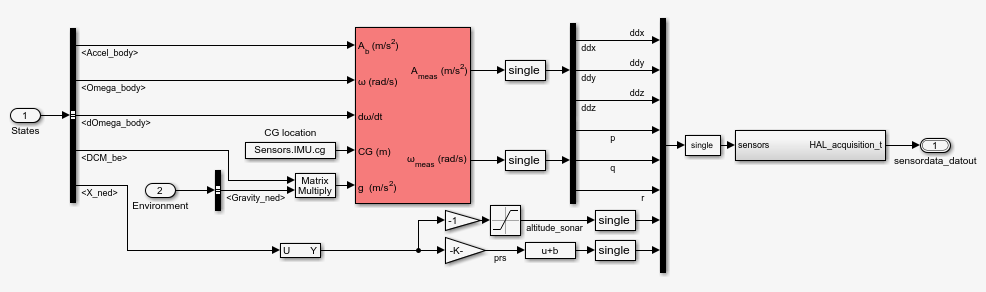 1
States
<Accel_body>
<Omega_body>
<dOmega_body>
<DCM_be>
<X_ned>
2
Environment
<Gravity_ned>
CG location
Sensors.IMU.cg
Matrix
Multiply
A_b (m/s^2)
ω (rad/s)
dω/dt
CG (m)
g (m/s^2)
A_meas (m/s^2)
ω_meas (rad/s)
single
single
ddx
ddx
ddy
ddy
ddz
ddz
p
q
r
U Y
-1
altitude_sonar
single
-K-
prs
u+b
single
single
sensors HAL_acquisition_t
1
sensordata_datout